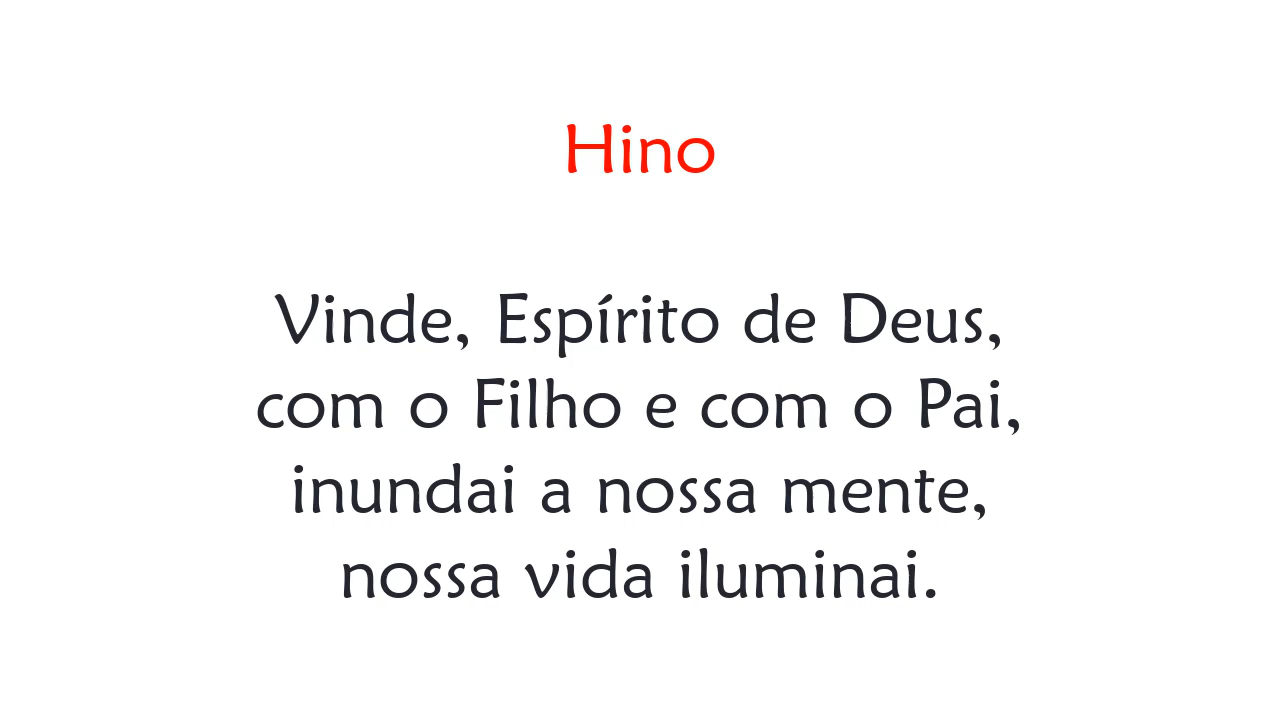 Hino
Vinde, Espírito de Deus,
com o Filho e com o Pai,
inundai a nossa mente,
nossa vida iluminai.